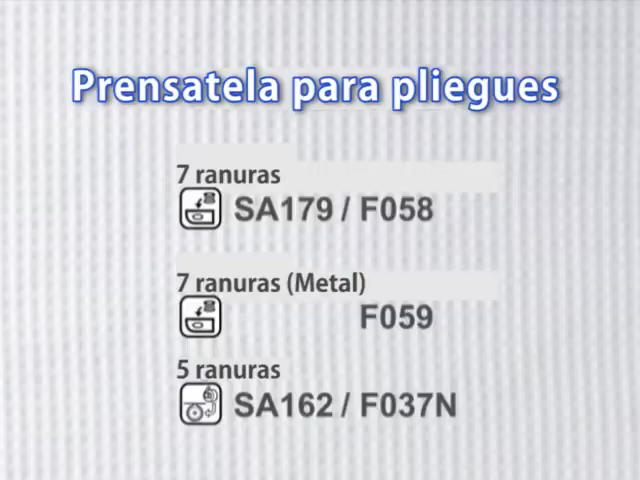 Prensatela para pliegues
7 ranuras
SA179 / F058
7 ranuras (Metal)
F059
5 ranuras
SA162 / F037N